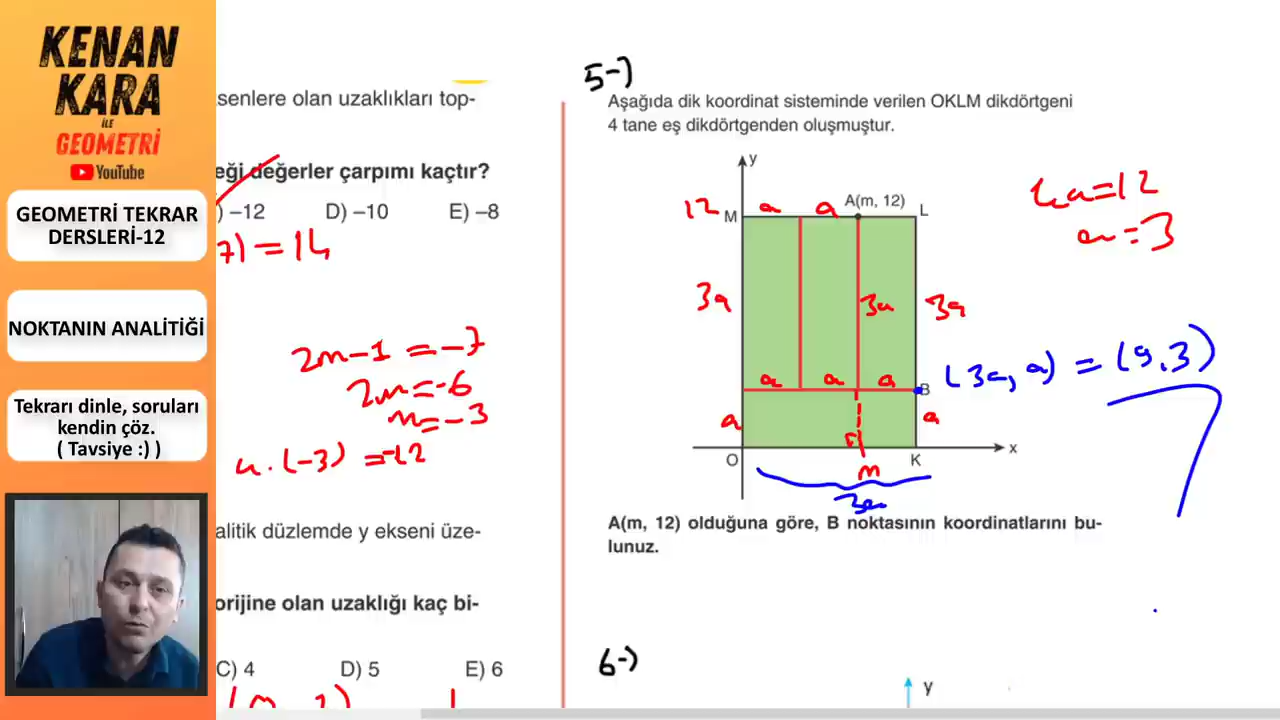 KENAN
KARA
İLE
GEOMETRİ
YouTube
GEOMETRİ TEKRAR
DERSLERİ-12
NOKTANIN ANALİTİĞİ
Tekrarı dinle, soruları
kendin çöz.
( Tavsiye :) )
senlere olan uzaklıkları top-
eği değerler çarpımı kaçtır?
) –12 D) –10 E) –8
7) = 14
2m-1 = -7
2m = -6
m = -3
4 . (-3) = -12
alitik düzlemde y ekseni üze-
orijine olan uzaklığı kaç bi-
C) 4 D) 5 E) 6
5-)
Aşağıda dik koordinat sisteminde verilen OKLM dikdörtgeni
4 tane eş dikdörtgenden oluşmuştur.
y
12 M a a A(m, 12) L
3a 3a 3a
a a a B
a a
O m K x
3a
4a = 12
a = 3
(3a, a) = (9,3)
A(m, 12) olduğuna göre, B noktasının koordinatlarını bu-
lunuz.
6-)
y